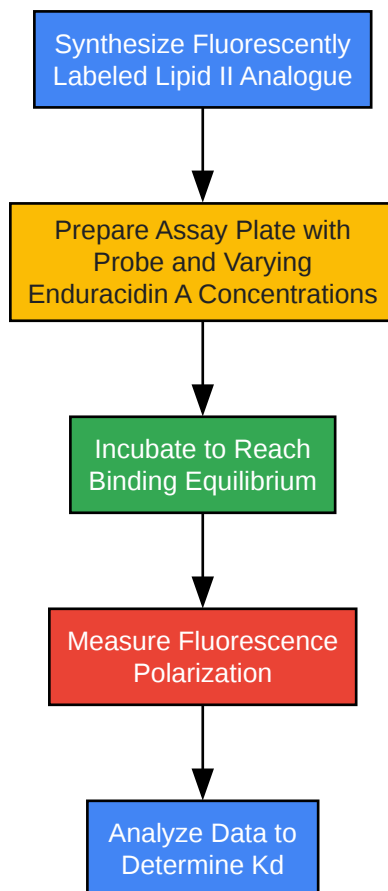 Synthesize Fluorescently
Labeled Lipid II Analogue
Prepare Assay Plate with
Probe and Varying
Enduracidin A Concentrations
Incubate to Reach
Binding Equilibrium
Measure Fluorescence
Polarization
Analyze Data to
Determine Kd